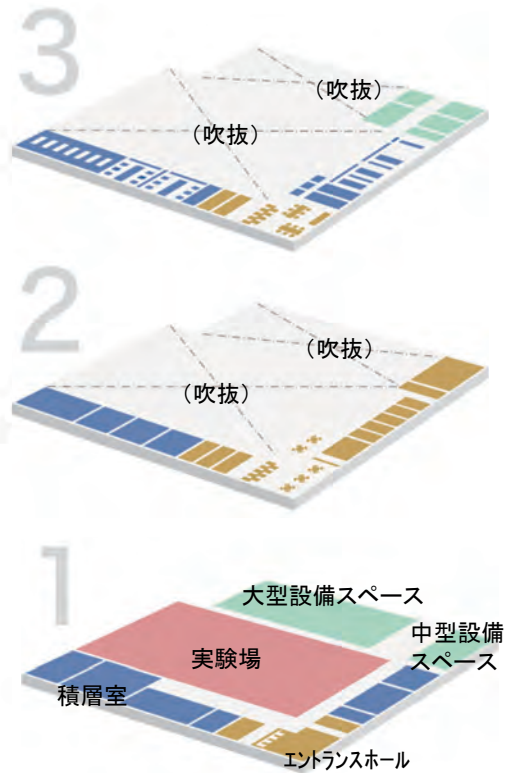 3
(吹抜)
(吹抜)
2
(吹抜)
(吹抜)
1
大型設備スペース
中型設備
スペース
実験場
積層室
エントランスホール